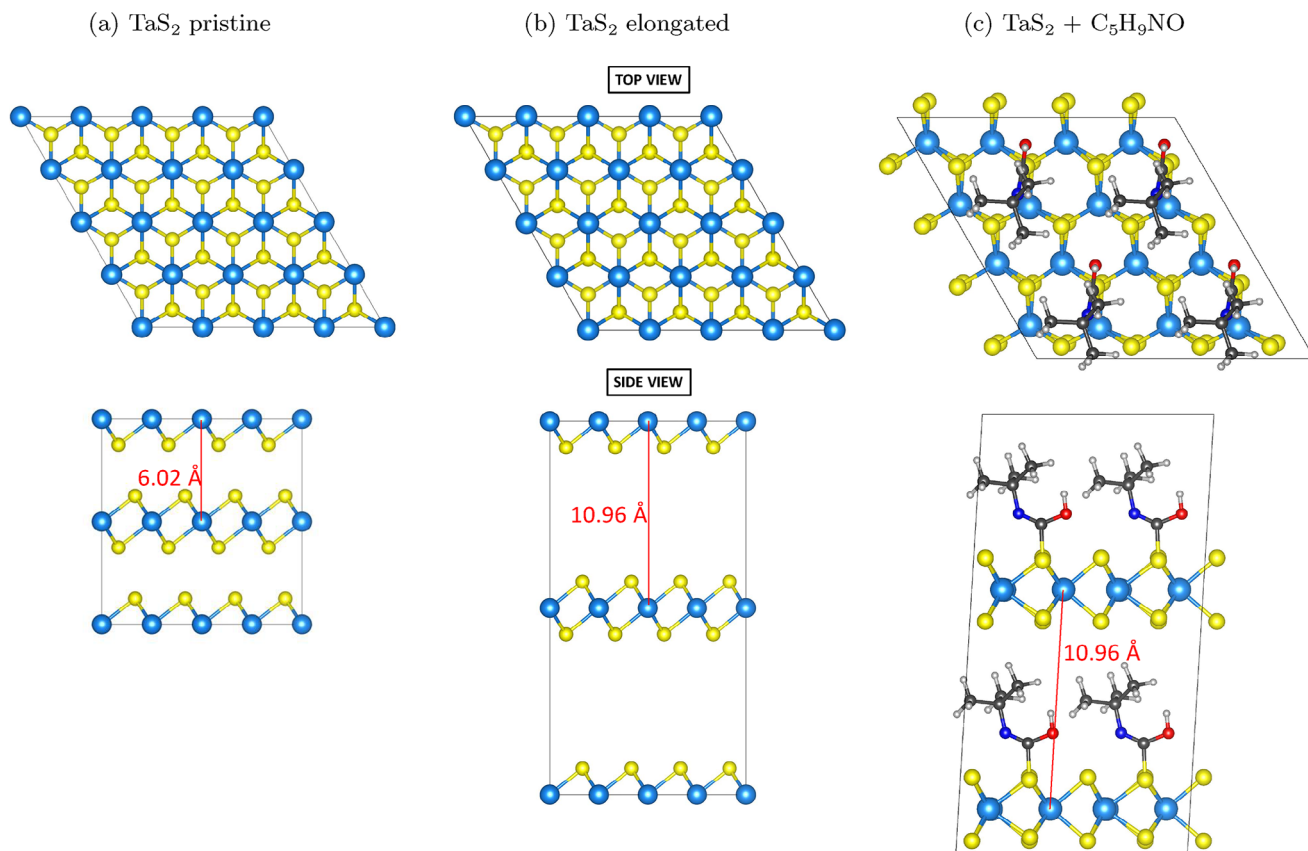 (a) TaS₂ pristine
(b) TaS₂ elongated
(c) TaS₂ + C₅H₉NO
TOP VIEW
SIDE VIEW
6.02 Å
10.96 Å
10.96 Å